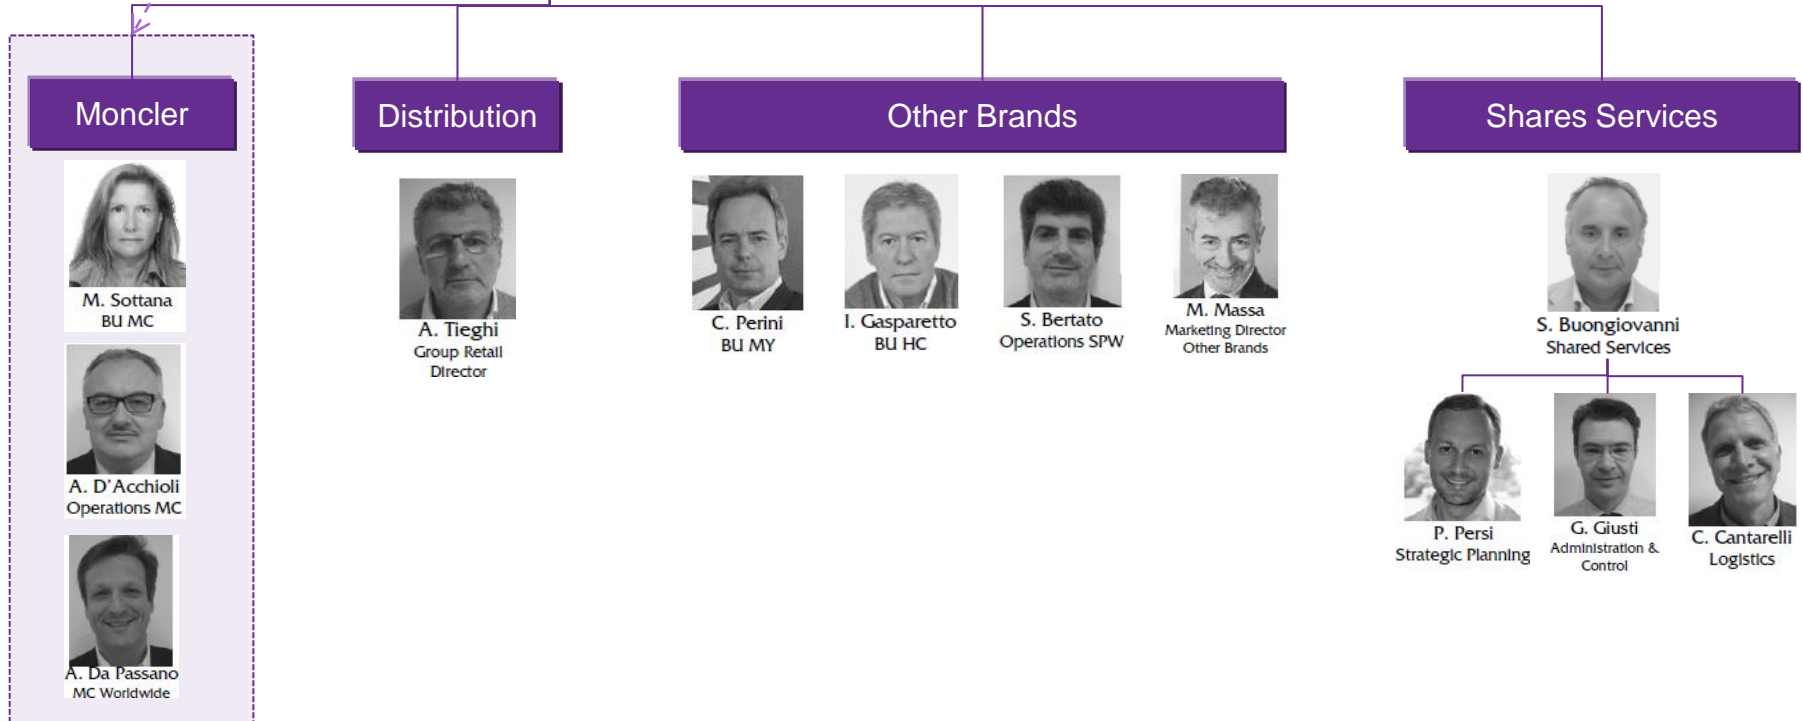 Moncler
Distribution
Other Brands
Shares Services
M. Sottana
BU MC
A. D'Acchioli
Operations MC
A. Da Passano
MC Worldwide
A. Tieghi
Group Retail
Director
C. Perini
BU MY
I. Gasparetto
BU HC
S. Bertato
Operations SPW
M. Massa
Marketing Director
Other Brands
S. Buongiovanni
Shared Services
P. Persi
Strategic Planning
G. Giusti
Administration &
Control
C. Cantarelli
Logistics